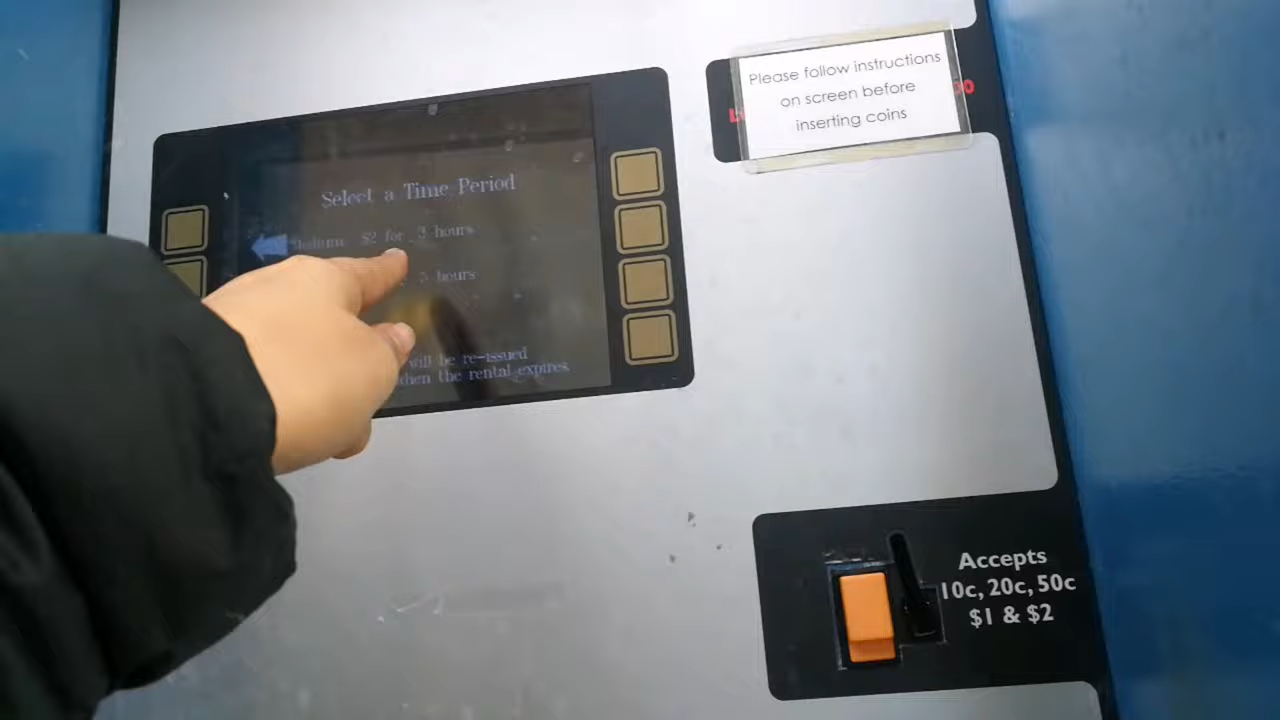 Please follow instructions
on screen before
inserting coins
Select a Time Period
$2 for 3 hours
5 hours
will be re-issued
when the rental expires
Accepts
10c, 20c, 50c
$1 & $2